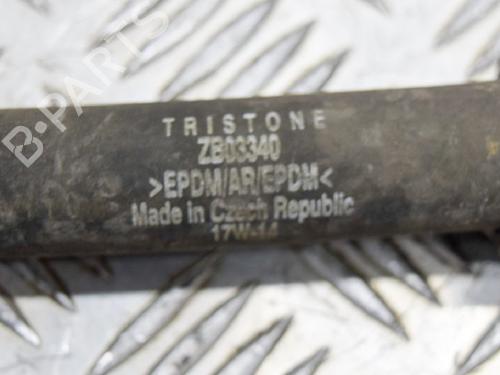 B-PARTS
TRISTONE
ZB03340
>EPDM/AR/EPDM<
Made in Czech Republic
17W-14